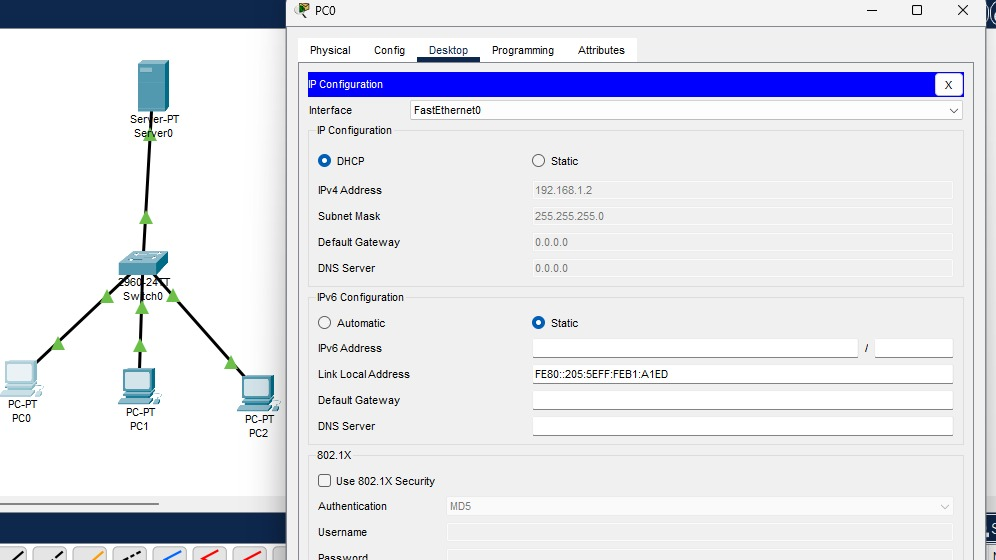 PC0
Physical Config Desktop Programming Attributes
IP Configuration X
Interface FastEthernet0
IP Configuration
DHCP Static
IPv4 Address 192.168.1.2
Subnet Mask 255.255.255.0
Default Gateway 0.0.0.0
DNS Server 0.0.0.0
IPv6 Configuration
Automatic Static
IPv6 Address /
Link Local Address FE80::205:5EFF:FEB1:A1ED
Default Gateway
DNS Server
802.1X
Use 802.1X Security
Authentication MD5
Username
Password
Server-PT
Server0
2960-24TT
Switch0
PC-PT
PC0
PC-PT
PC1
PC-PT
PC2